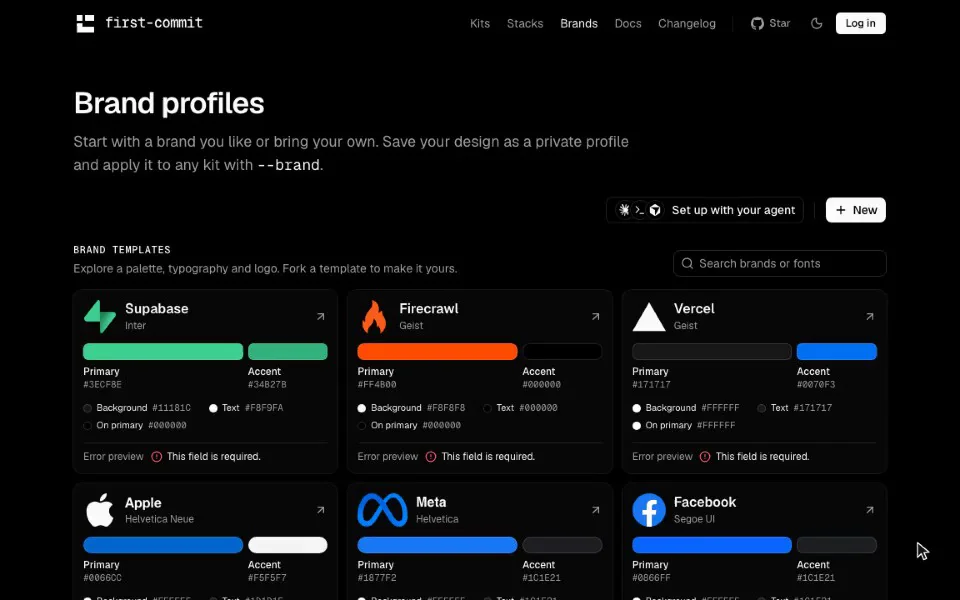 first-commit
Kits
Stacks
Brands
Docs
Changelog
Star
Log in
Brand profiles
Start with a brand you like or bring your own. Save your design as a private profile
and apply it to any kit with --brand.
Set up with your agent
+ New
BRAND TEMPLATES
Explore a palette, typography and logo. Fork a template to make it yours.
Search brands or fonts
Supabase
Inter
Primary
#3ECF8E
Accent
#34B27B
Background #11181C
Text #F8F9FA
On primary #000000
Error preview This field is required.
Firecrawl
Geist
Primary
#FF4B00
Accent
#000000
Background #F8F8F8
Text #000000
On primary #000000
Error preview This field is required.
Vercel
Geist
Primary
#171717
Accent
#0070F3
Background #FFFFFF
Text #171717
On primary #FFFFFF
Error preview This field is required.
Apple
Helvetica Neue
Primary
#0066CC
Accent
#F5F5F7
Meta
Helvetica
Primary
#1877F2
Accent
#1C1E21
Facebook
Segoe UI
Primary
#0866FF
Accent
#1C1E21